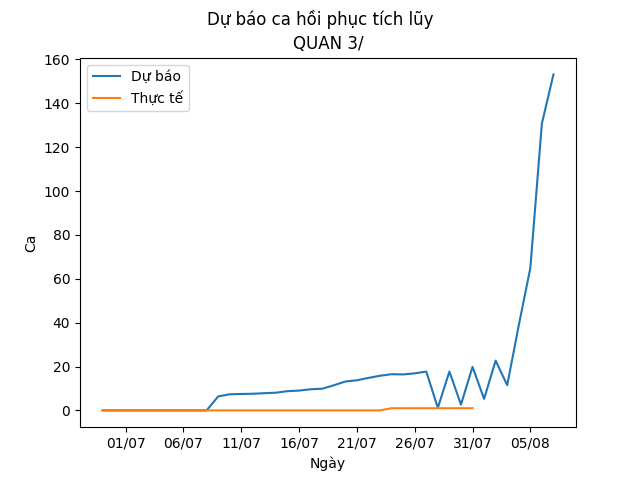 Dự báo ca hồi phục tích lũy
QUAN 3/
160
140
120
100
80
60
40
20
0
Ca
Dự báo
Thực tế
01/07 06/07 11/07 16/07 21/07 26/07 31/07 05/08
Ngày